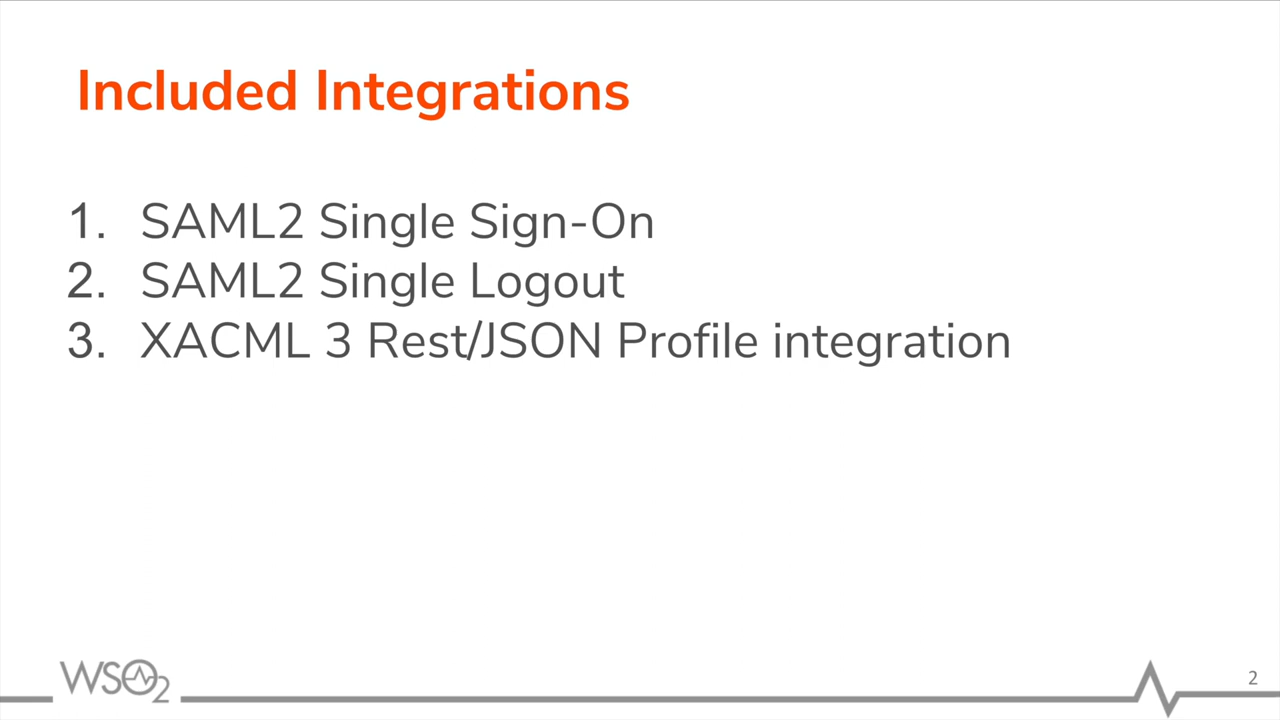 Included Integrations
1. SAML2 Single Sign-On
2. SAML2 Single Logout
3. XACML 3 Rest/JSON Profile integration
WSO2
2